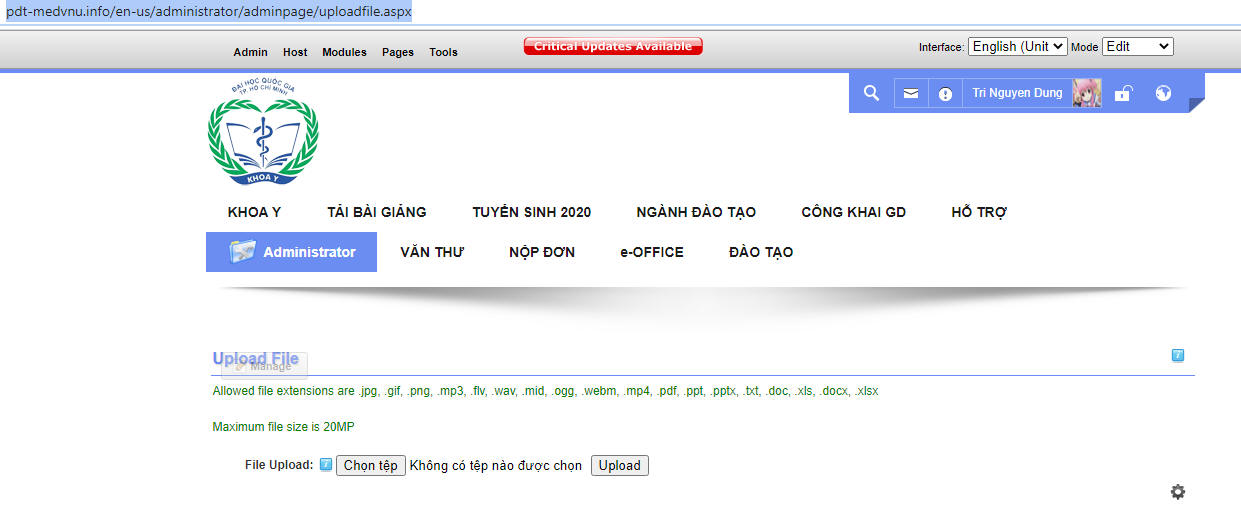 pdt-medvnu.info/en-us/administrator/adminpage/uploadfile.aspx
Admin Host Modules Pages Tools Critical Updates Available Interface: English (Unit Mode Edit
ĐẠI HỌC QUỐC GIA
TP. HỒ CHÍ MINH
KHOA Y
Tri Nguyen Dung
KHOA Y TẢI BÀI GIẢNG TUYỂN SINH 2020 NGÀNH ĐÀO TẠO CÔNG KHAI GD HỖ TRỢ
Administrator VĂN THƯ NỘP ĐƠN e-OFFICE ĐÀO TẠO
Upload File
Manage
Allowed file extensions are .jpg, .gif, .png, .mp3, .flv, .wav, .mid, .ogg, .webm, .mp4, .pdf, .ppt, .pptx, .txt, .doc, .xls, .docx, .xlsx
Maximum file size is 20MP
File Upload: Chọn tệp Không có tệp nào được chọn Upload